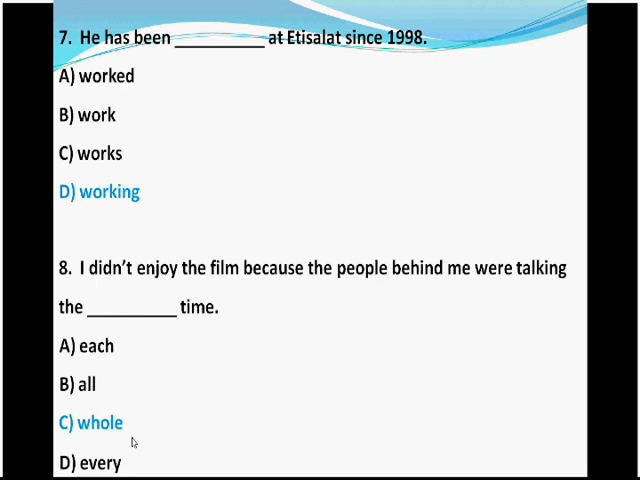 7. He has been __________ at Etisalat since 1998.
A) worked
B) work
C) works
D) working
8. I didn’t enjoy the film because the people behind me were talking
the __________ time.
A) each
B) all
C) whole
D) every